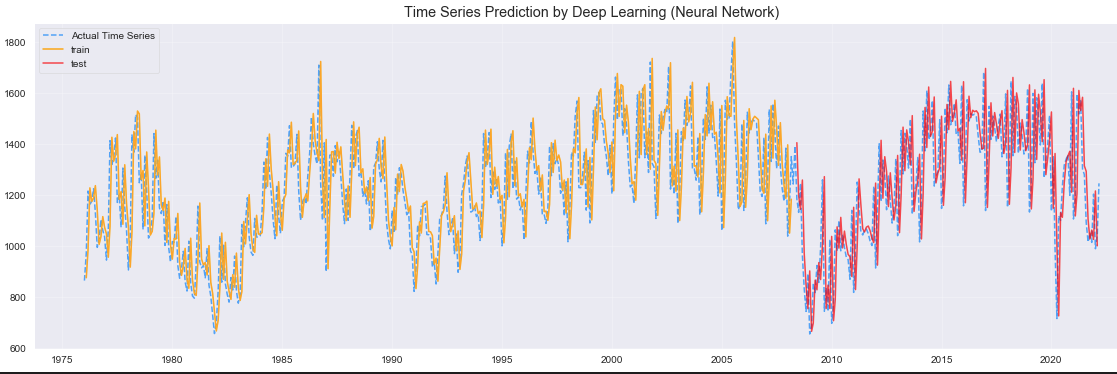 Time Series Prediction by Deep Learning (Neural Network)
Actual Time Series
train
test
1800
1600
1400
1200
1000
800
600
1975 1980 1985 1990 1995 2000 2005 2010 2015 2020